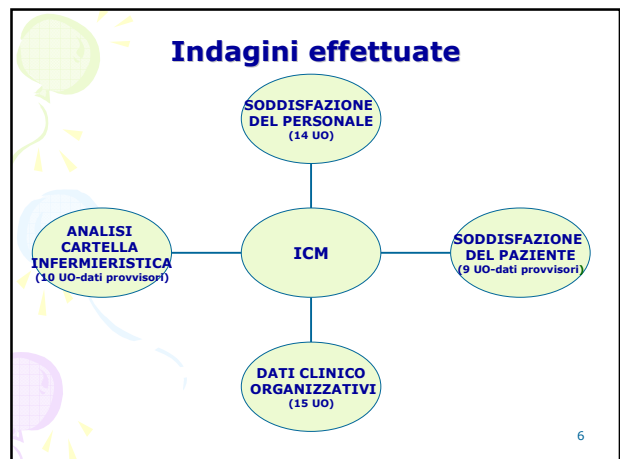 Indagini effettuate
SODDISFAZIONE
DEL PERSONALE
(14 UO)
ANALISI
CARTELLA
INFERMIERISTICA
(10 UO-dati provvisori)
ICM
SODDISFAZIONE
DEL PAZIENTE
(9 UO-dati provvisori)
DATI CLINICO
ORGANIZZATIVI
(15 UO)
6